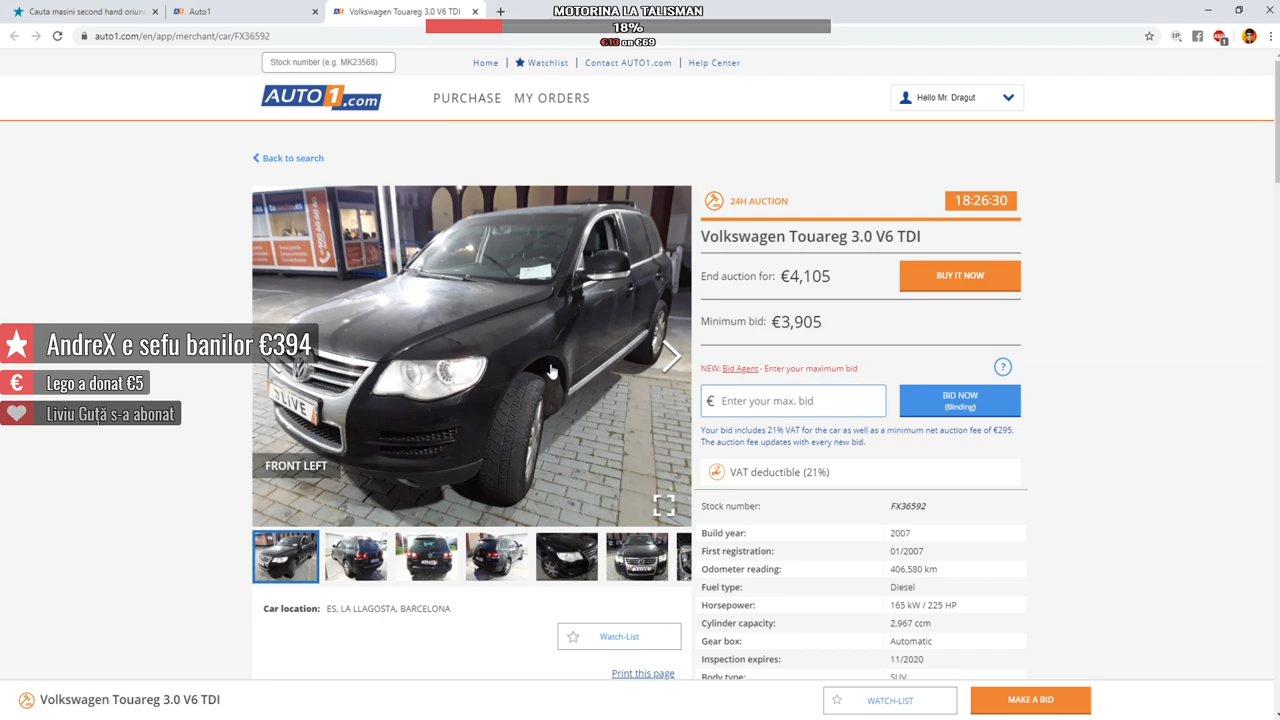 Cauta masini second hand oriun
Auto1
Volkswagen Touareg 3.0 V6 TDI
MOTORINA LA TALISMAN
18%
€13 on €69
auto1.com/en/app/merchant/car/FX36592
Stock number (e.g. MK23568)
Home | Watchlist | Contact AUTO1.com | Help Center
AUTO1.com
PURCHASE MY ORDERS
Hello Mr. Dragut
Back to search
24H AUCTION
18:26:30
Volkswagen Touareg 3.0 V6 TDI
End auction for: €4,105
BUY IT NOW
Minimum bid: €3,905
NEW: Bid Agent - Enter your maximum bid
?
€ Enter your max. bid
BID NOW
(Binding)
Your bid includes 21% VAT for the car as well as a minimum net auction fee of €295.
The auction fee updates with every new bid.
VAT deductible (21%)
AndreX e sefu banilor €394
€ Lego a donat €5
Liviu Guță s-a abonat
SLIVE
FRONT LEFT
Stock number: FX36592
Build year: 2007
First registration: 01/2007
Odometer reading: 406,580 km
Fuel type: Diesel
Horsepower: 165 kW / 225 HP
Cylinder capacity: 2,967 ccm
Gear box: Automatic
Inspection expires: 11/2020
Body type: SUV
Car location: ES, LA LLAGOSTA, BARCELONA
Watch-List
Print this page
Volkswagen Touareg 3.0 V6 TDI
WATCH-LIST
MAKE A BID